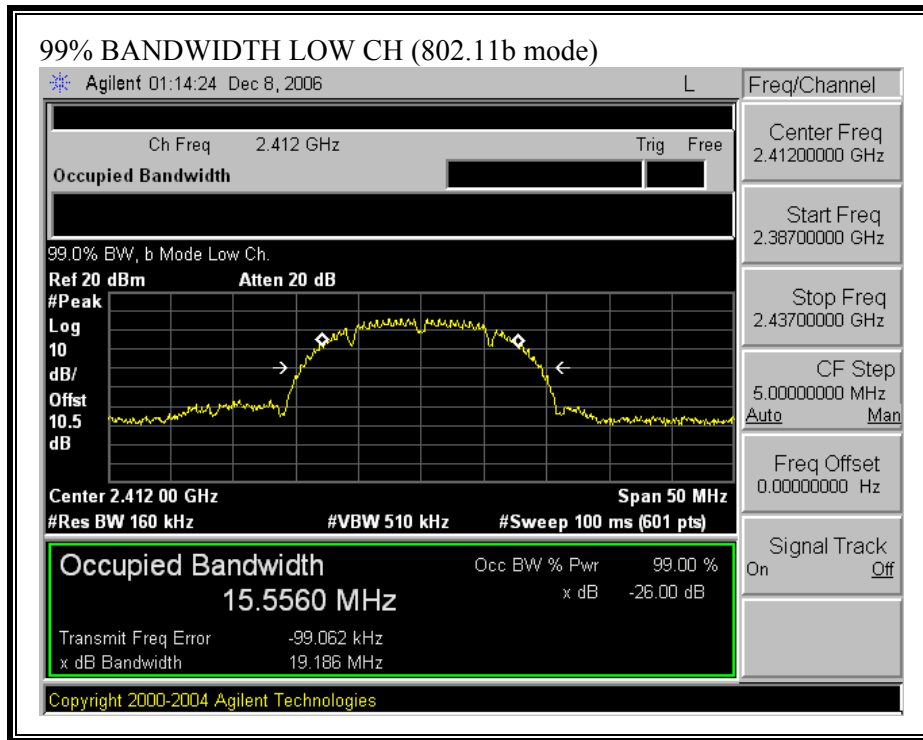 99% BANDWIDTH LOW CH (802.11b mode)
Agilent 01:14:24 Dec 8, 2006 L
Freq/Channel
Ch Freq 2.412 GHz Trig Free
Occupied Bandwidth
Center Freq
2.41200000 GHz
Start Freq
2.38700000 GHz
Stop Freq
2.43700000 GHz
CF Step
5.00000000 MHz
Auto Man
Freq Offset
0.00000000 Hz
Signal Track
On Off
99.0% BW, b Mode Low Ch.
Ref 20 dBm Atten 20 dB
#Peak
Log
10
dB/
Offst
10.5
dB
Center 2.412 00 GHz Span 50 MHz
#Res BW 160 kHz #VBW 510 kHz #Sweep 100 ms (601 pts)
Occupied Bandwidth Occ BW % Pwr 99.00 %
15.5560 MHz x dB -26.00 dB
Transmit Freq Error -99.062 kHz
x dB Bandwidth 19.186 MHz
Copyright 2000-2004 Agilent Technologies